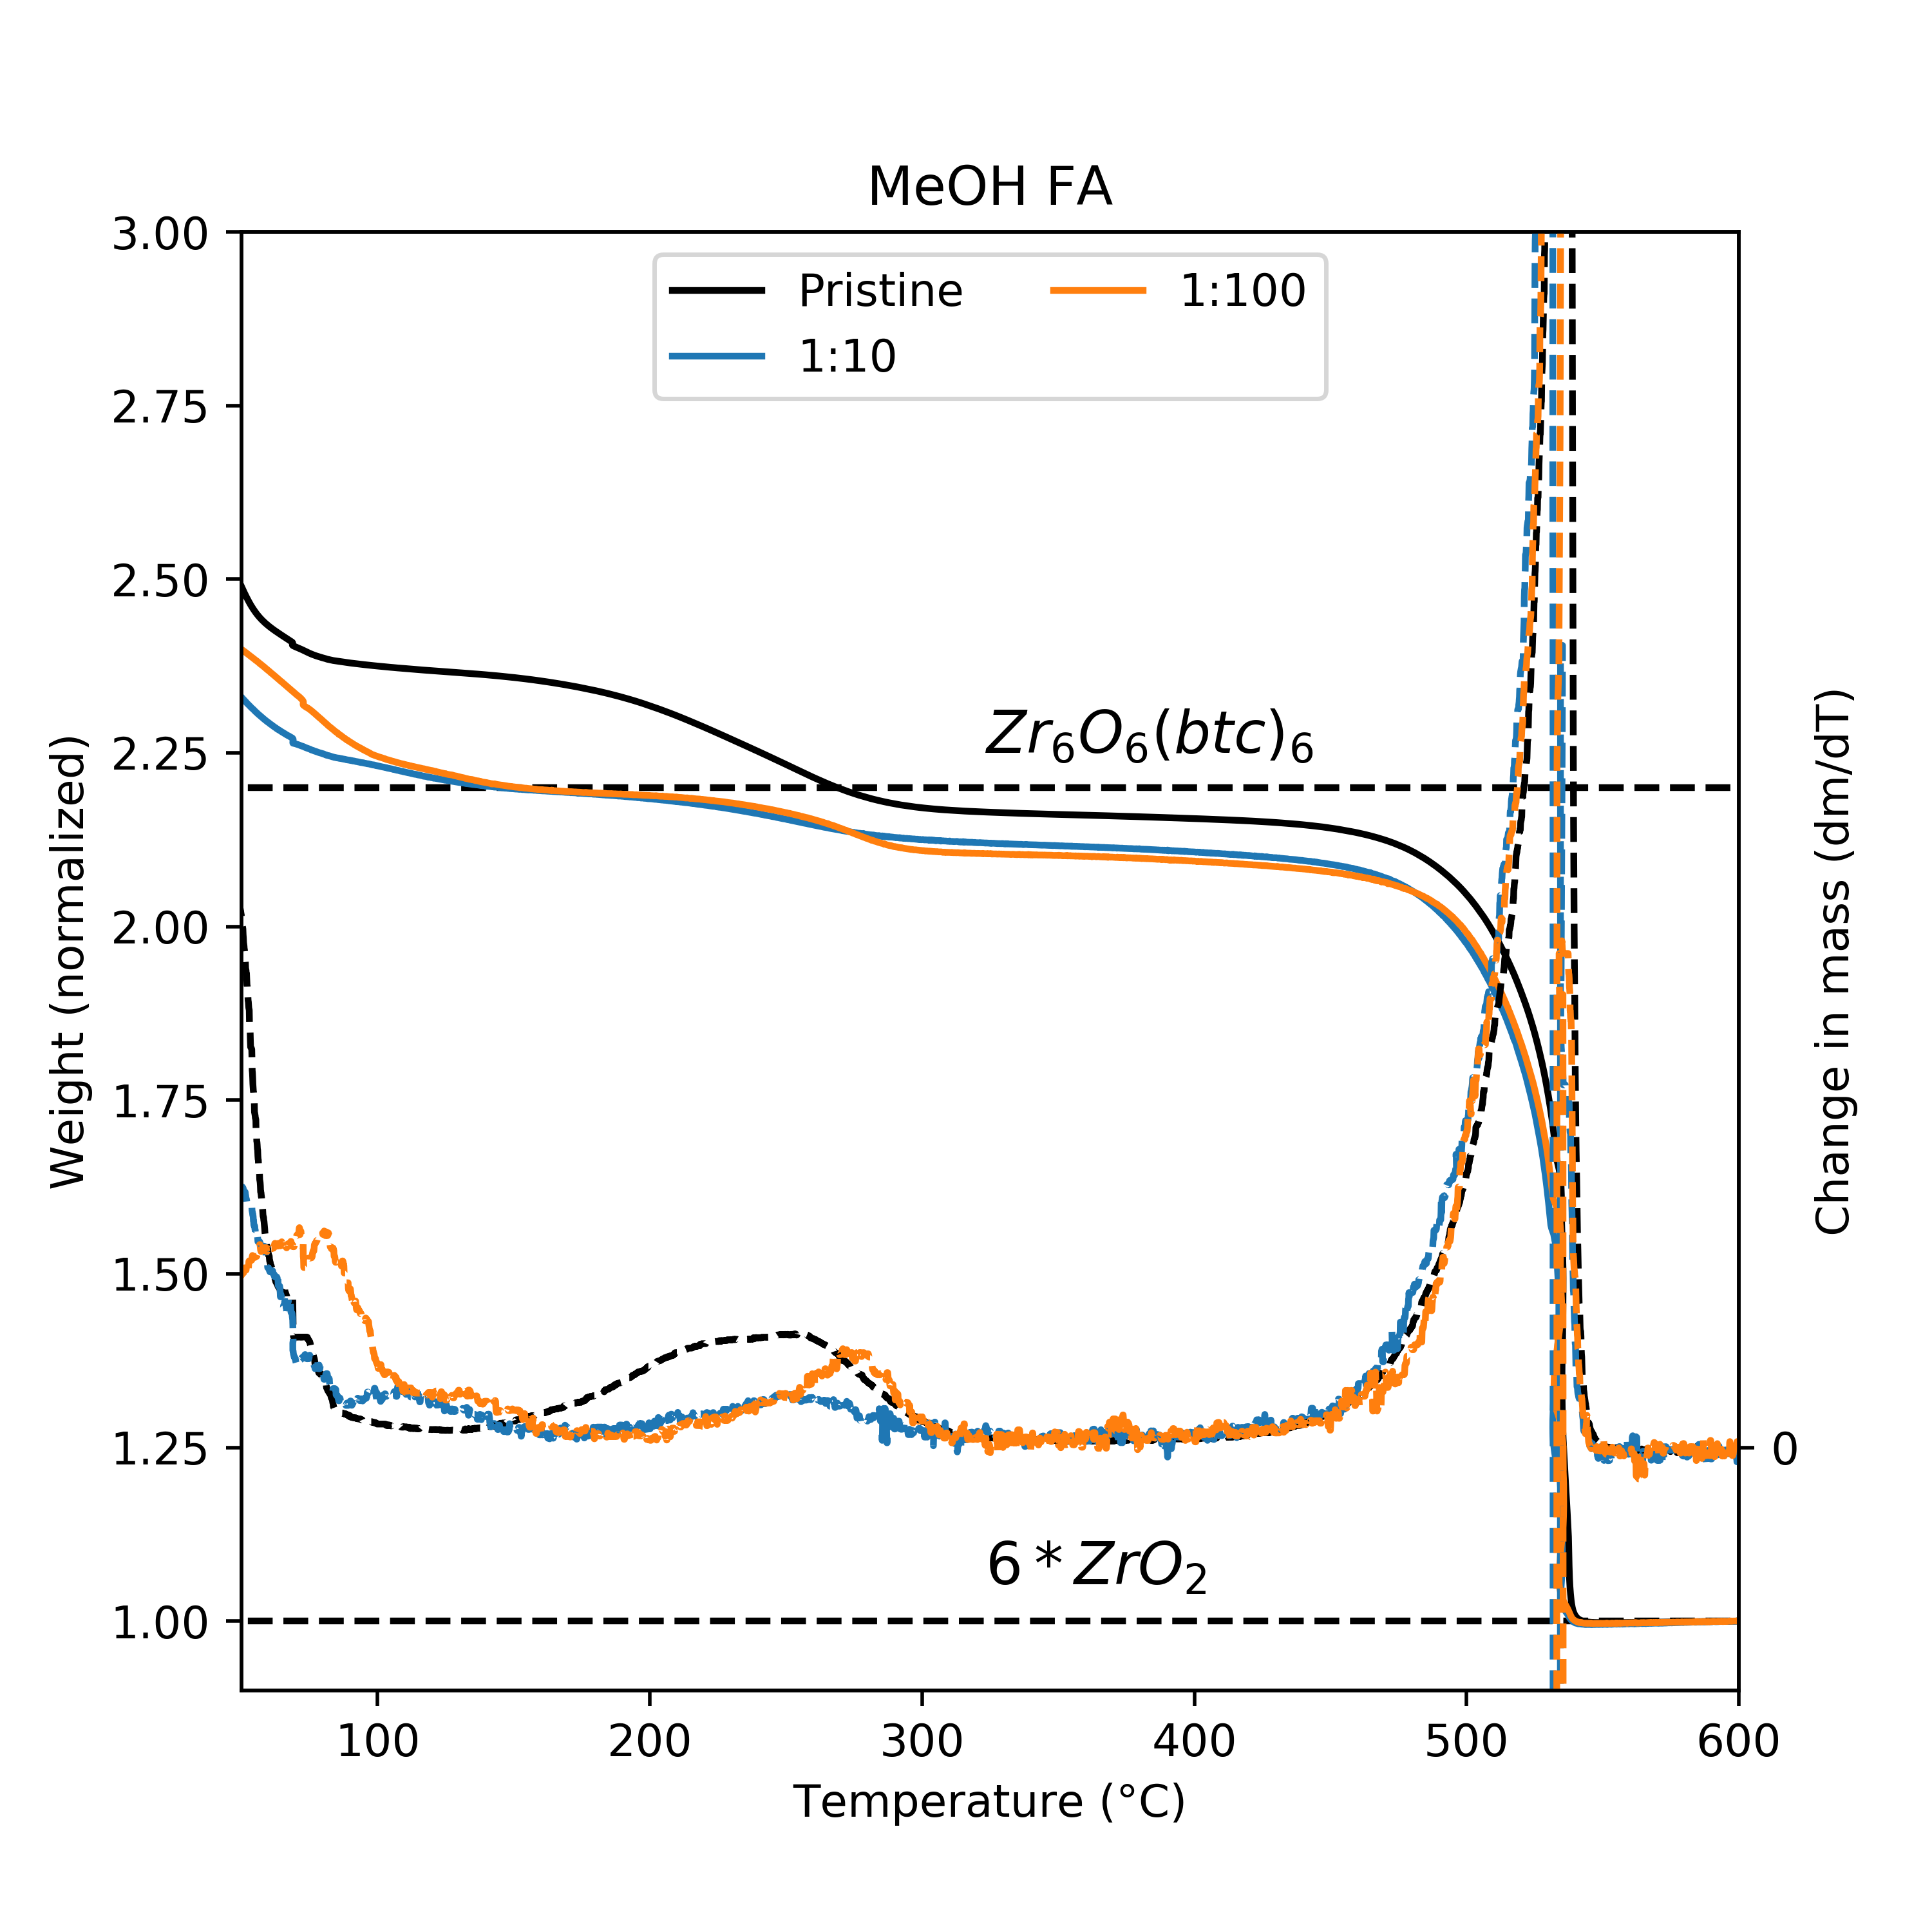 MeOH FA
Pristine
1:10
1:100
3.00
2.75
2.50
2.25
2.00
1.75
1.50
1.25
1.00
Weight (normalized)
Zr₆O₆(btc)₆
6 * ZrO₂
0
Change in mass (dm/dT)
100 200 300 400 500 600
Temperature (°C)